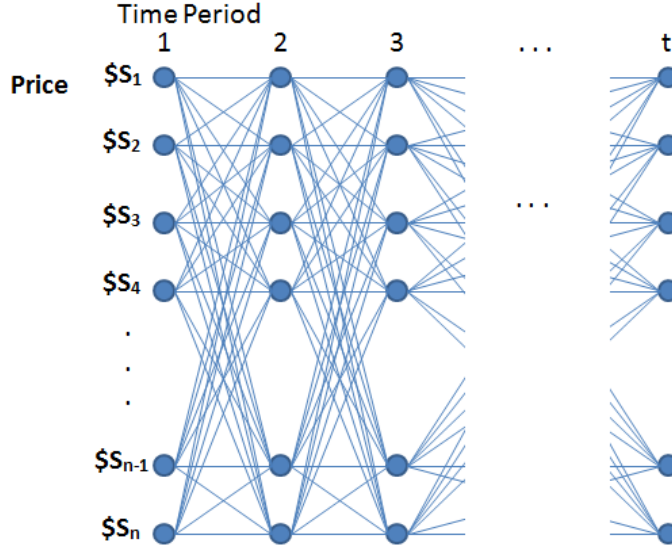 Time Period
1 2 3 . . . t
Price
$S₁
$S₂
$S₃
. . .
$S₄
.
.
.
$Sₙ₋₁
$Sₙ